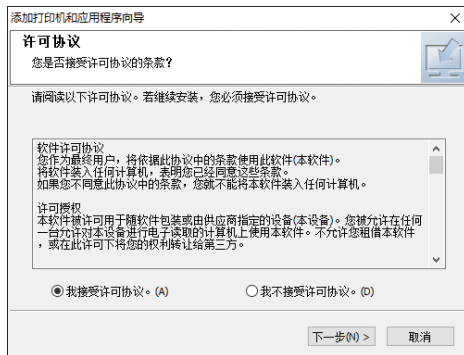 添加打印机和应用程序向导
许可协议
您是否接受许可协议的条款？
请阅读以下许可协议。若继续安装，您必须接受许可协议。
软件许可协议
您作为最终用户，将依据此协议中的条款使用此软件(本软件)。
将软件装入任何计算机，表明您已经同意这些条款。
如果您不同意此协议中的条款，您就不能将本软件装入任何计算机。
许可授权
本软件被许可用于随软件包装或由供应商指定的设备(本设备)。您被允许在任何
一台允许对本设备进行电子读取的计算机上使用本软件。不允许您租借本软件
，或在此许可下将您的权利转让给第三方。
我接受许可协议。(A) 我不接受许可协议。(D)
下一步(N) > 取消